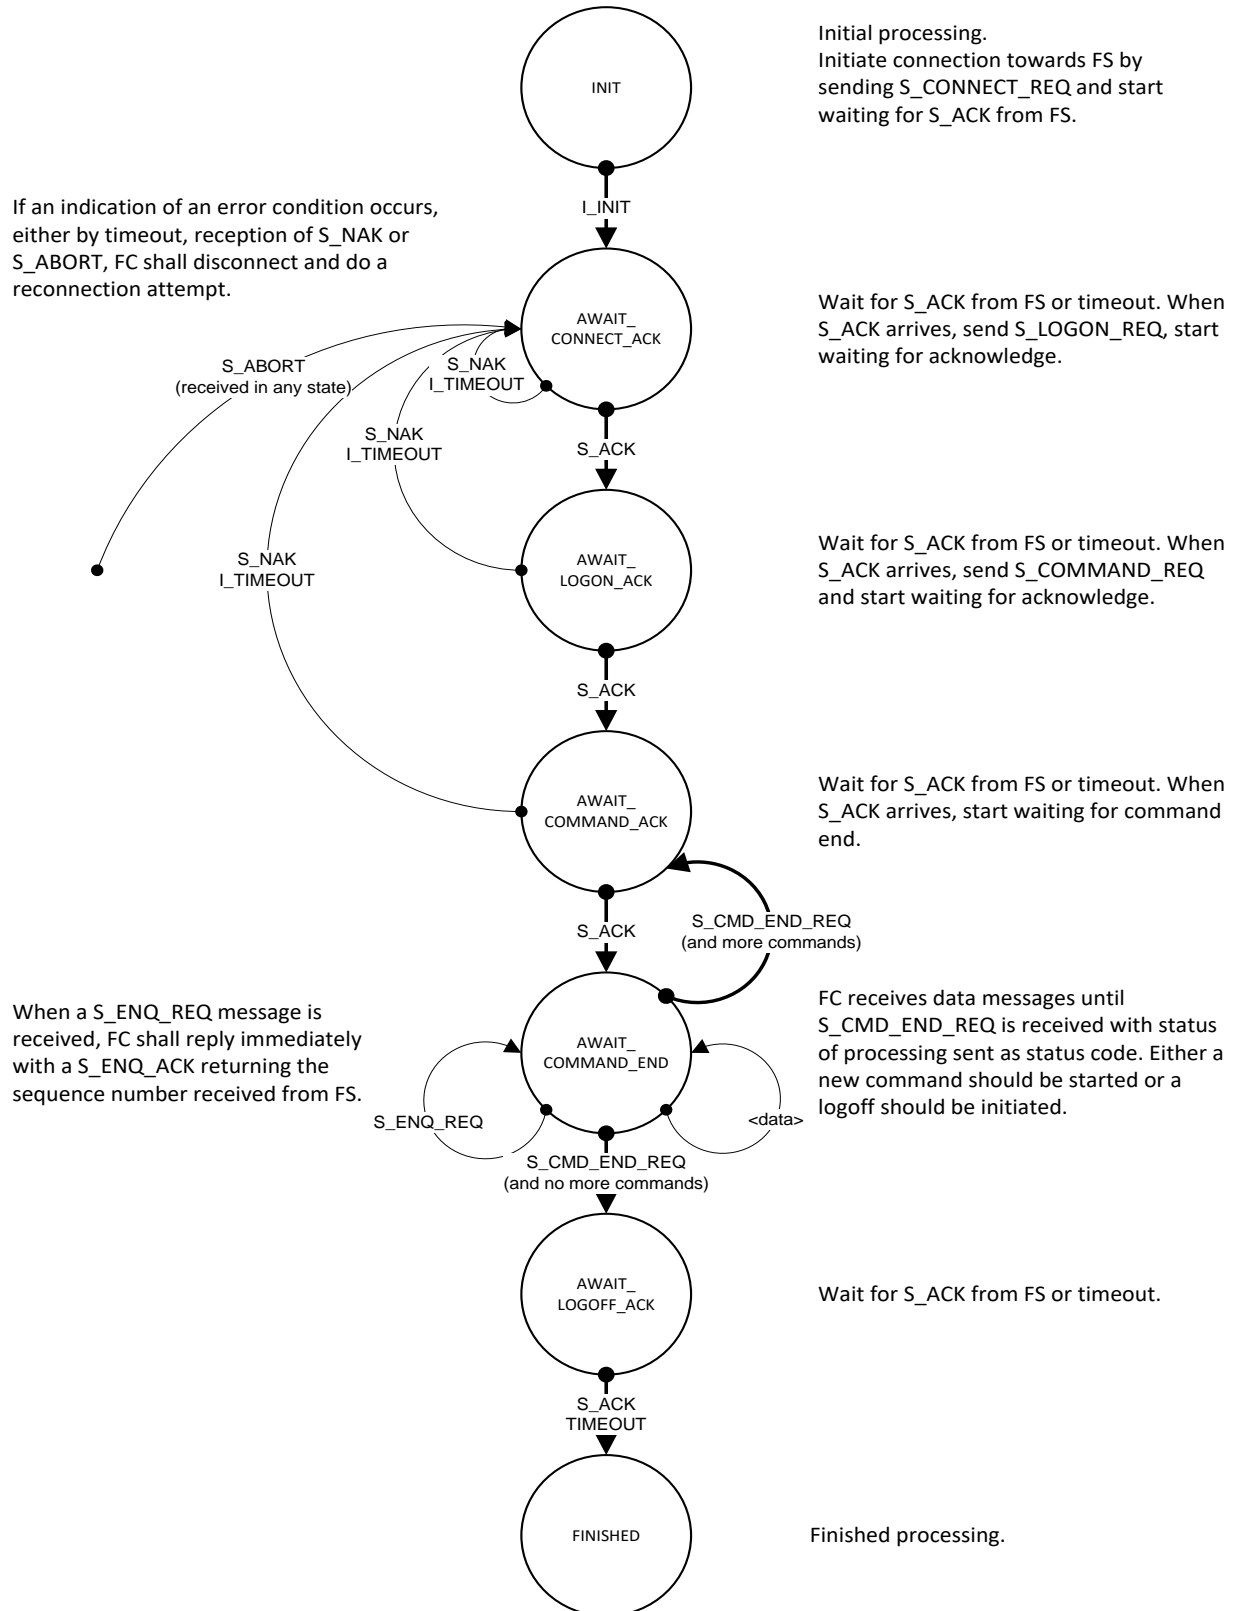 INIT
Initial processing.
Initiate connection towards FS by
sending S_CONNECT_REQ and start
waiting for S_ACK from FS.
I_INIT
If an indication of an error condition occurs,
either by timeout, reception of S_NAK or
S_ABORT, FC shall disconnect and do a
reconnection attempt.
AWAIT_
CONNECT_ACK
Wait for S_ACK from FS or timeout. When
S_ACK arrives, send S_LOGON_REQ, start
waiting for acknowledge.
S_ABORT
(received in any state)
S_NAK
I_TIMEOUT
S_NAK
I_TIMEOUT
S_ACK
S_NAK
I_TIMEOUT
AWAIT_
LOGON_ACK
Wait for S_ACK from FS or timeout. When
S_ACK arrives, send S_COMMAND_REQ
and start waiting for acknowledge.
S_ACK
AWAIT_
COMMAND_ACK
Wait for S_ACK from FS or timeout. When
S_ACK arrives, start waiting for command
end.
S_ACK
S_CMD_END_REQ
(and more commands)
When a S_ENQ_REQ message is
received, FC shall reply immediately
with a S_ENQ_ACK returning the
sequence number received from FS.
AWAIT_
COMMAND_END
FC receives data messages until
S_CMD_END_REQ is received with status
of processing sent as status code. Either a
new command should be started or a
logoff should be initiated.
S_ENQ_REQ
<data>
S_CMD_END_REQ
(and no more commands)
AWAIT_
LOGOFF_ACK
Wait for S_ACK from FS or timeout.
S_ACK
TIMEOUT
FINISHED
Finished processing.